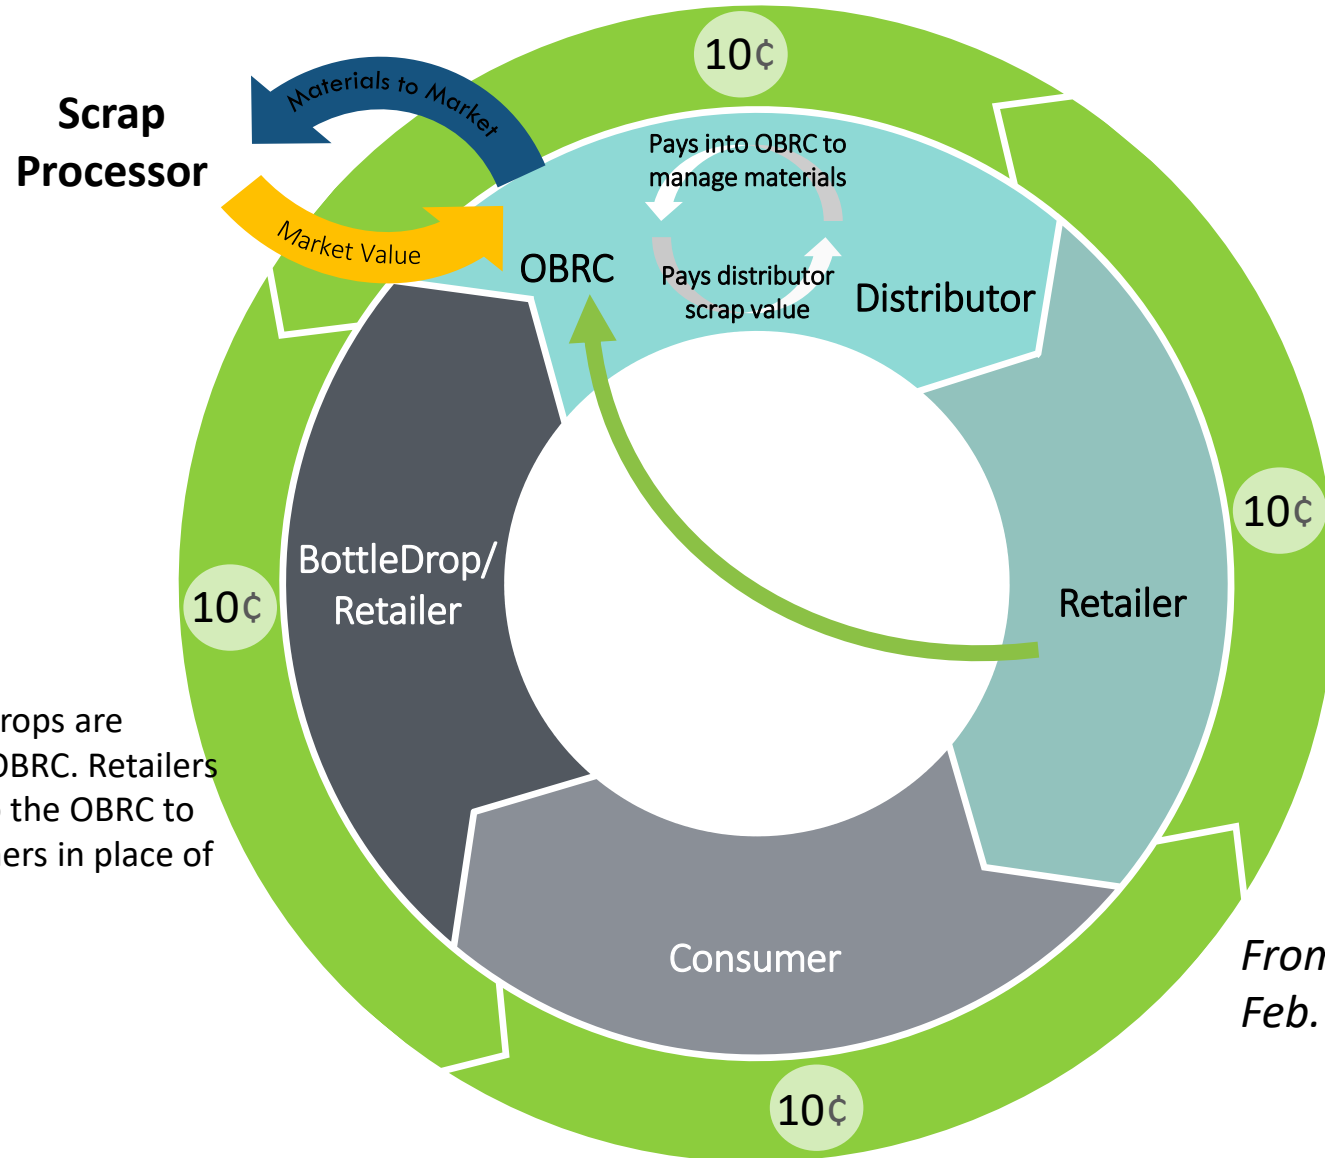 10¢
Materials to Market
Scrap
Processor
Market Value
Pays into OBRC to
manage materials
OBRC
Pays distributor
scrap value
Distributor
10¢
BottleDrop/
Retailer
Retailer
10¢
rops are
OBRC. Retailers
the OBRC to
ers in place of
Consumer
Feb.
10¢